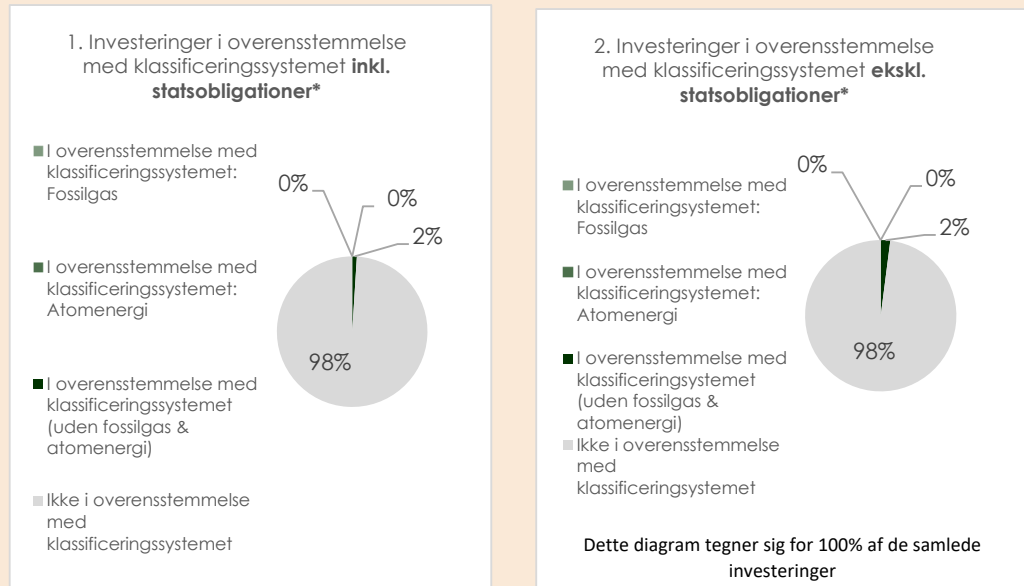 1. Investeringer i overensstemmelse
med klassificeringssystemet inkl.
statsobligationer*
I overensstemmelse med
klassificeringssystemet:
Fossilgas
I overensstemmelse med
klassificeringssystemet:
Atomenergi
I overensstemmelse med
klassificeringssystemet
(uden fossilgas &
atomenergi)
Ikke i overensstemmelse
med
klassificeringsystemet
0%
0%
2%
98%
2. Investeringer i overensstemmelse
med klassificeringssystemet ekskl.
statsobligationer*
I overensstemmelse med
klassificeringsystemet:
Fossilgas
I overensstemmelse med
klassificeringssystemet:
Atomenergi
I overensstemmelse med
klassificeringssystemet
(uden fossilgas &
atomenergi)
Ikke i overensstemmelse
med
klassificeringsystemet
0%
0%
2%
98%
Dette diagram tegner sig for 100% af de samlede
investeringer